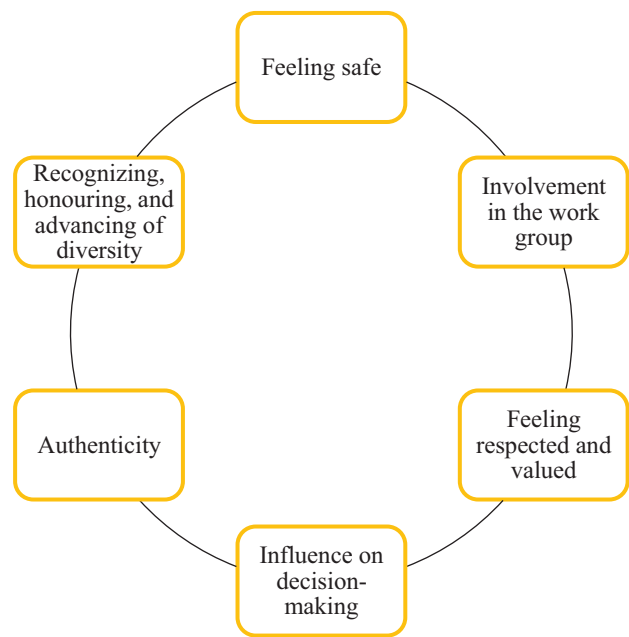 Feeling safe
Involvement
in the work
group
Feeling
respected and
valued
Influence on
decision-
making
Authenticity
Recognizing,
honouring, and
advancing of
diversity